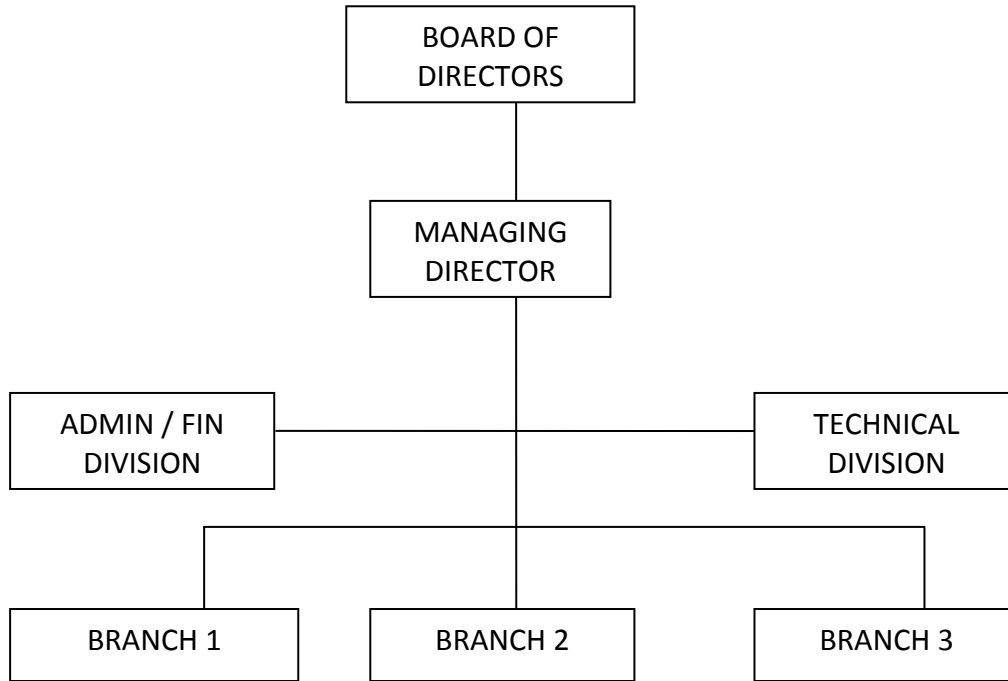 BOARD OF
DIRECTORS
MANAGING
DIRECTOR
ADMIN / FIN
DIVISION
TECHNICAL
DIVISION
BRANCH 1
BRANCH 2
BRANCH 3